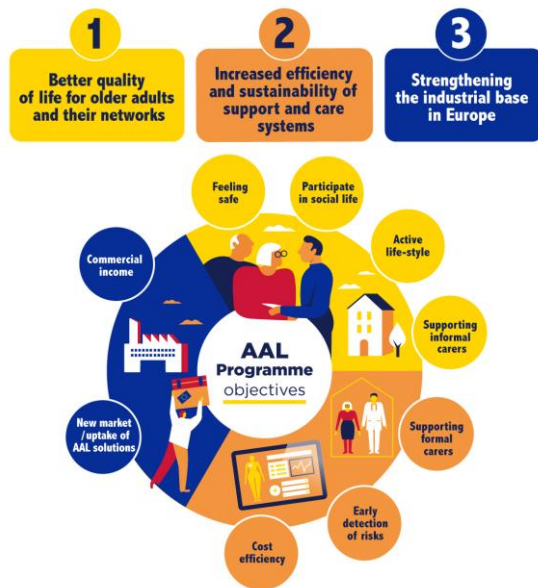 1
Better quality
of life for older adults
and their networks
2
Increased efficiency
and sustainability of
support and care
systems
3
Strengthening
the industrial base
in Europe
Feeling
safe
Participate
in social life
Active
life-style
Supporting
informal
carers
Supporting
formal
carers
Early
detection
of risks
Cost
efficiency
New market
/uptake of
AAL solutions
Commercial
income
AAL
Programme
objectives